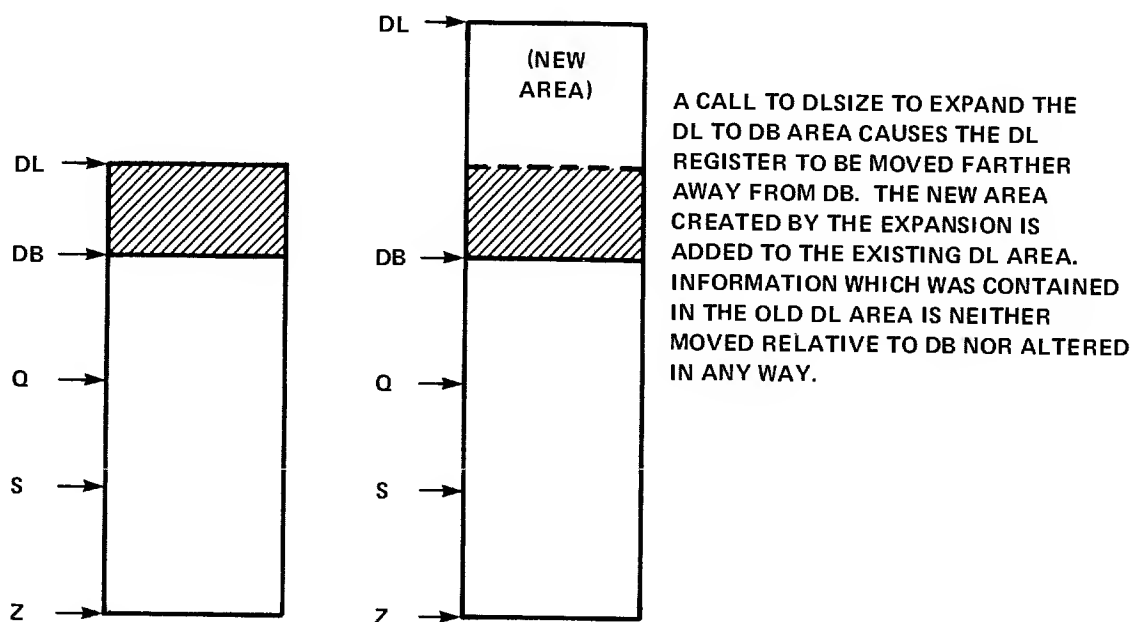 DL
DB
Q
S
Z
DL
(NEW
AREA)
DB
Q
S
Z
A CALL TO DLSIZE TO EXPAND THE
DL TO DB AREA CAUSES THE DL
REGISTER TO BE MOVED FARTHER
AWAY FROM DB. THE NEW AREA
CREATED BY THE EXPANSION IS
ADDED TO THE EXISTING DL AREA.
INFORMATION WHICH WAS CONTAINED
IN THE OLD DL AREA IS NEITHER
MOVED RELATIVE TO DB NOR ALTERED
IN ANY WAY.